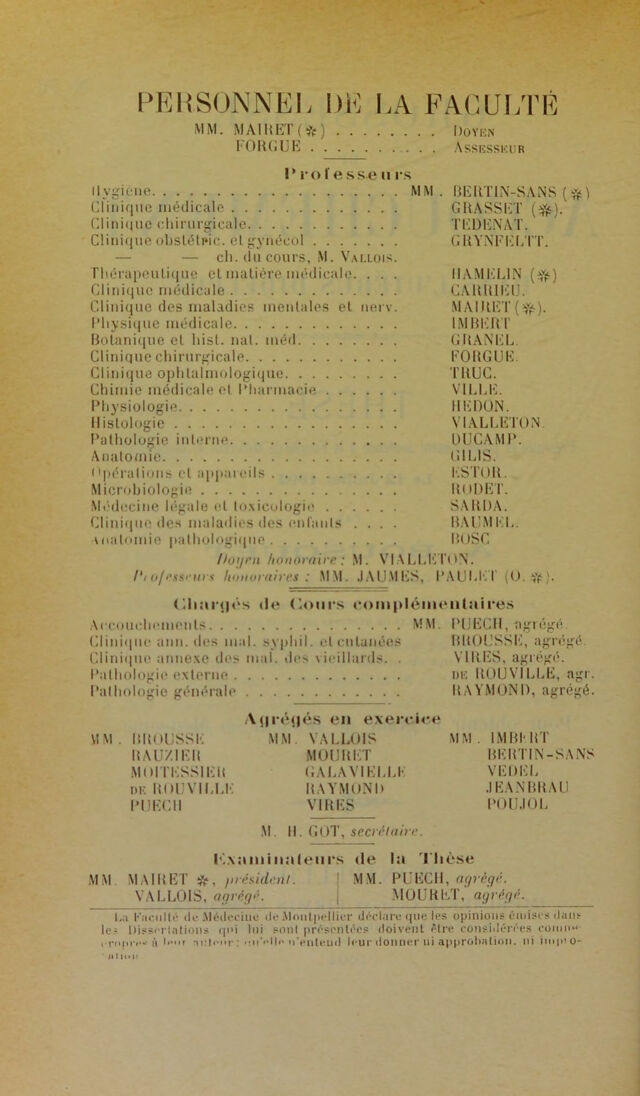 PERSONNEL DE LA FACULTÉ
MM. MAIRET (✻) . . . . . . . . DOYEN
FORGUE . . . . . . . . . . ASSESSEUR
Professeurs
Hygiène. . . . . . . . . . . . . . . . . . MM. BERTIN-SANS (✻)
Clinique médicale . . . . . . . . . . . . . GRASSET (✻).
Clinique chirurgicale. . . . . . . . . . . . TEDENAT.
Clinique obstétric. et gynécol . . . . . . . GRYNFELTT.
— — ch. du cours, M. VALLOIS.
Thérapeutique et matière médicale. . . . HAMELIN (✻)
Clinique médicale . . . . . . . . . . . . . CARRIEU.
Clinique des maladies mentales et nerv. MAIRET (✻).
Physique médicale. . . . . . . . . . . . . IMBERT
Botanique et hist. nat. méd. . . . . . . . GRANEL.
Clinique chirurgicale. . . . . . . . . . . . FORGUE.
Clinique ophtalmologique. . . . . . . . . TRUC.
Chimie médicale et Pharmacie . . . . . . VILLE.
Physiologie. . . . . . . . . . . . . . . . . HEDON.
Histologie . . . . . . . . . . . . . . . . . VIALLETON.
Pathologie interne. . . . . . . . . . . . . DUCAMP.
Anatomie. . . . . . . . . . . . . . . . . . GILIS.
Opérations et appareils . . . . . . . . . . ESTOR.
Microbiologie . . . . . . . . . . . . . . . RODET.
Médecine légale et toxicologie . . . . . . SARDA.
Clinique des maladies des enfants . . . . BAUMEL.
Anatomie pathologique . . . . . . . . . . BOSC
Doyen honoraire : M. VIALLETON.
Professeurs honoraires : MM. JAUMES, PAULET (O. ✻).
Chargés de Cours complémentaires
Accouchements. . . . . . . . . . . . . . . MM. PUECH, agrégé.
Clinique ann. des mal. syphil. et cutanées BROUSSE, agrégé.
Clinique annexe des mal. des vieillards. . VIRES, agrégé.
Pathologie externe . . . . . . . . . . . . . DE ROUVILLE, agr.
Pathologie générale . . . . . . . . . . . . RAYMOND, agrégé.
Agrégés en exercice
MM. BROUSSE MM. VALLOIS MM. IMBERT
RAUZIER MOURET BERTIN-SANS
MOITESSIER GALAVIELLE VEDEL
DE ROUVILLE RAYMOND JEANBRAU
PUECH VIRES POUJOL
M. H. GOT, secrétaire.
Examinateurs de la Thèse
MM. MAIRET ✻, président. MM. PUECH, agrégé.
VALLOIS, agrégé. MOURET, agrégé.
La Faculté de Médecine de Montpellier déclare que les opinions émises dans
les Dissertations qui lui sont présentées doivent être considérées comme
propres à leur auteur; qu'elle n'entend leur donner ni approbation, ni impro-
bation